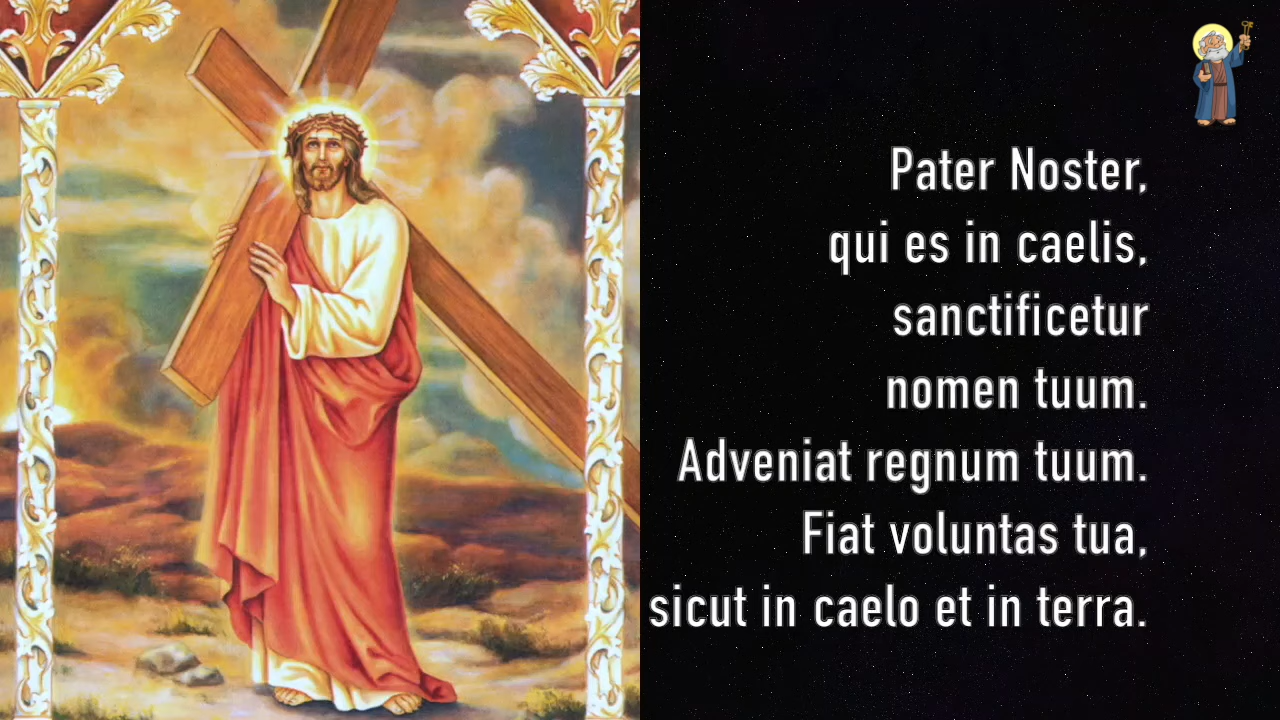 Pater Noster,
qui es in caelis,
sanctificetur
nomen tuum.
Adveniat regnum tuum.
Fiat voluntas tua,
sicut in caelo et in terra.